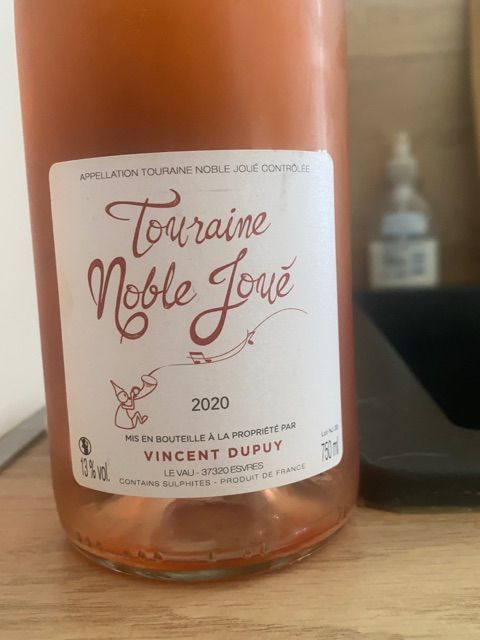 APPELLATION TOURAINE NOBLE JOUÉ CONTRÔLÉE
Touraine
Noble Joué
2020
MIS EN BOUTEILLE À LA PROPRIÉTÉ PAR
VINCENT DUPUY
LE VAU - 37320 ESVRES
CONTAINS SULPHITES - PRODUIT DE FRANCE
13 % vol.
750 ml